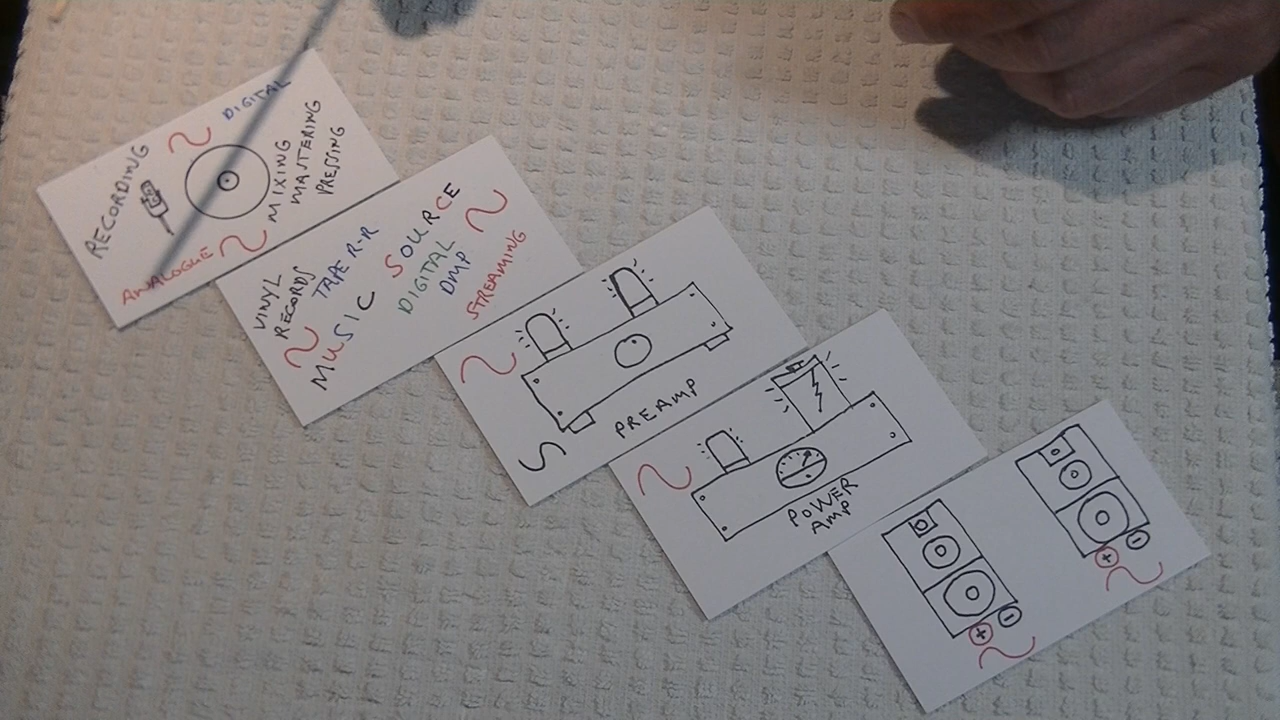 RECORDING
DIGITAL
MIXING
MASTERING
PRESSING
ANALOGUE
VINYL
RECORDS
TAPE R-R
MUSIC SOURCE
DIGITAL
DMP
STREAMING
PREAMP
POWER
AMP
+ -
+ -